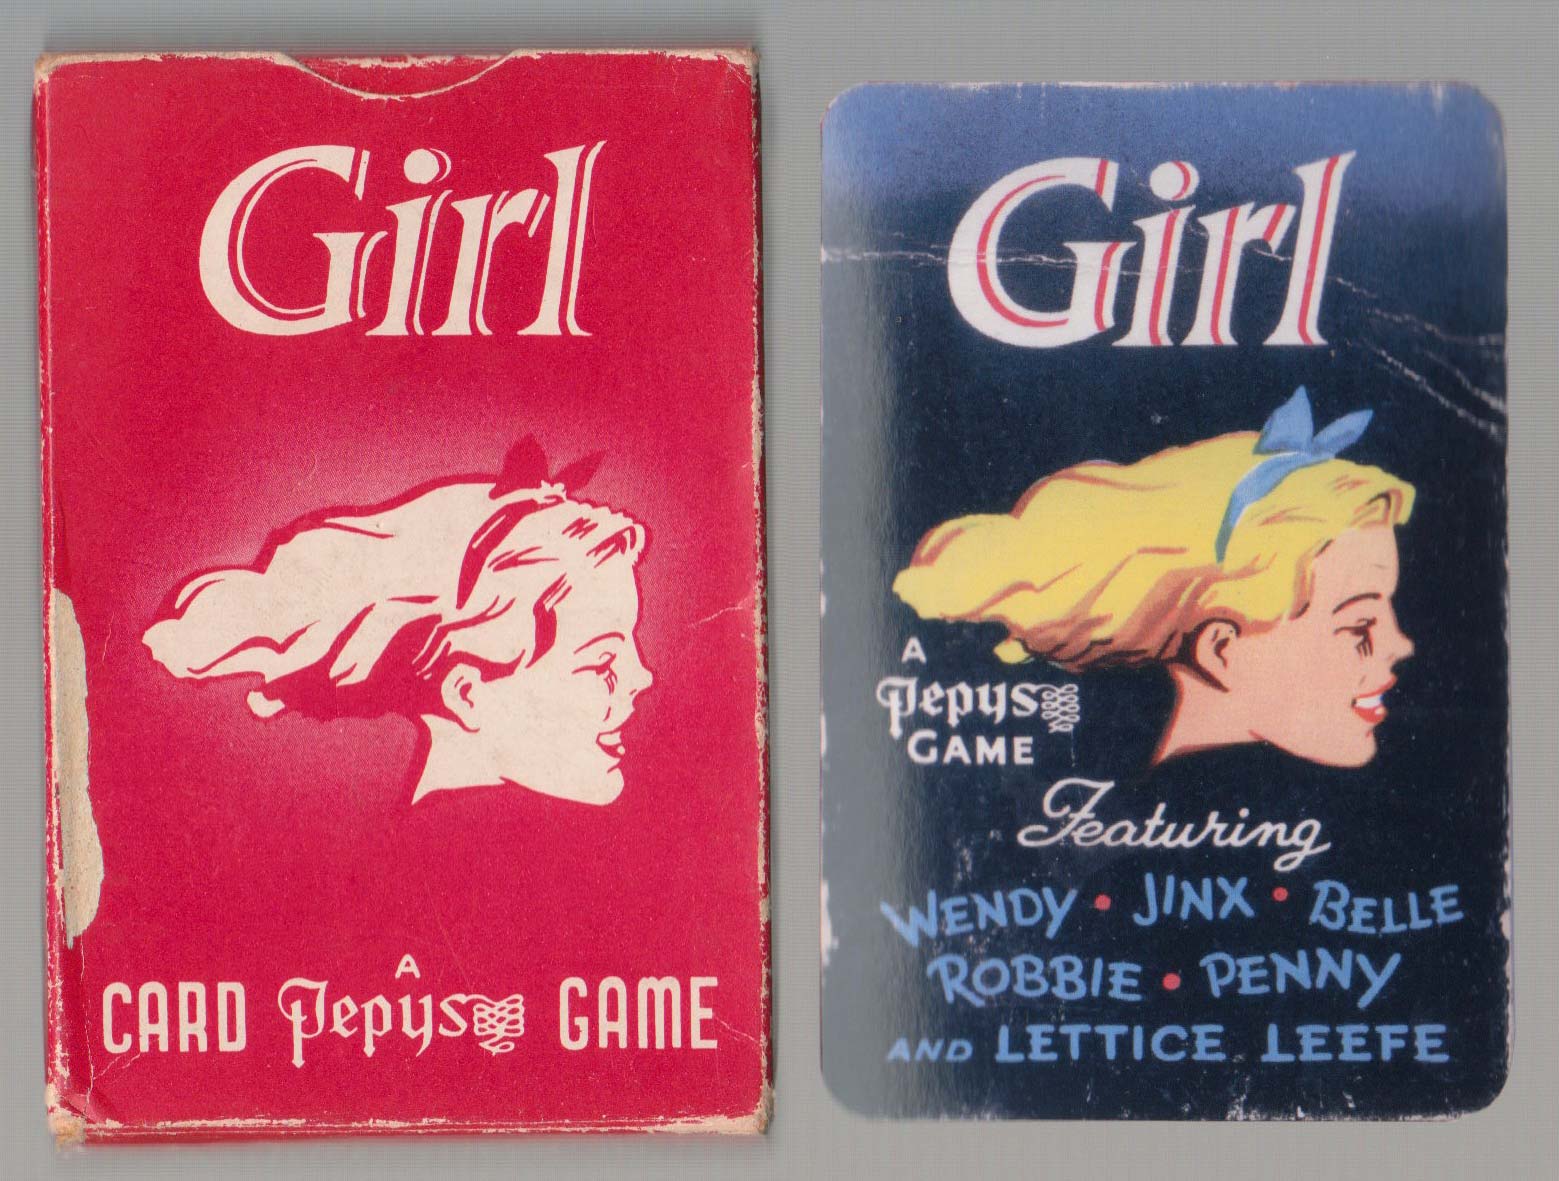 Girl
A
CARD Pepys GAME
Girl
A
Pepys
GAME
Featuring
WENDY • JINX • BELLE
ROBBIE • PENNY
AND LETTICE LEEFE